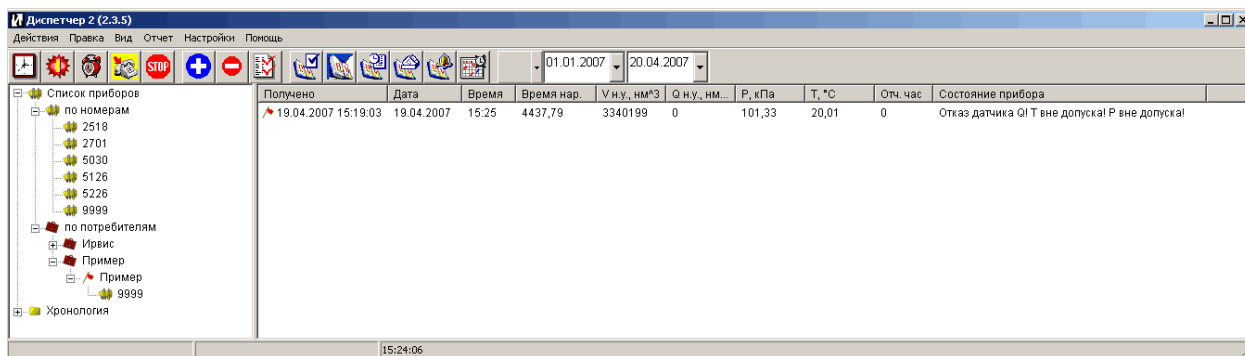 Диспетчер 2 (2.3.5)
Действия Правка Вид Отчет Настройки Помощь
STOP 01.01.2007 20.04.2007
Список приборов
по номерам
2518
2701
5030
5126
5226
9999
по потребителям
Ирвис
Пример
Пример
9999
Хронология
Получено Дата Время Время нар. V н.у., нм^3 Q н.у., нм... P, кПа T, °C Отч. час Состояние прибора
19.04.2007 15:19:03 19.04.2007 15:25 4437,79 3340199 0 101,33 20,01 0 Отказ датчика Q! T вне допуска! P вне допуска!
15:24:06